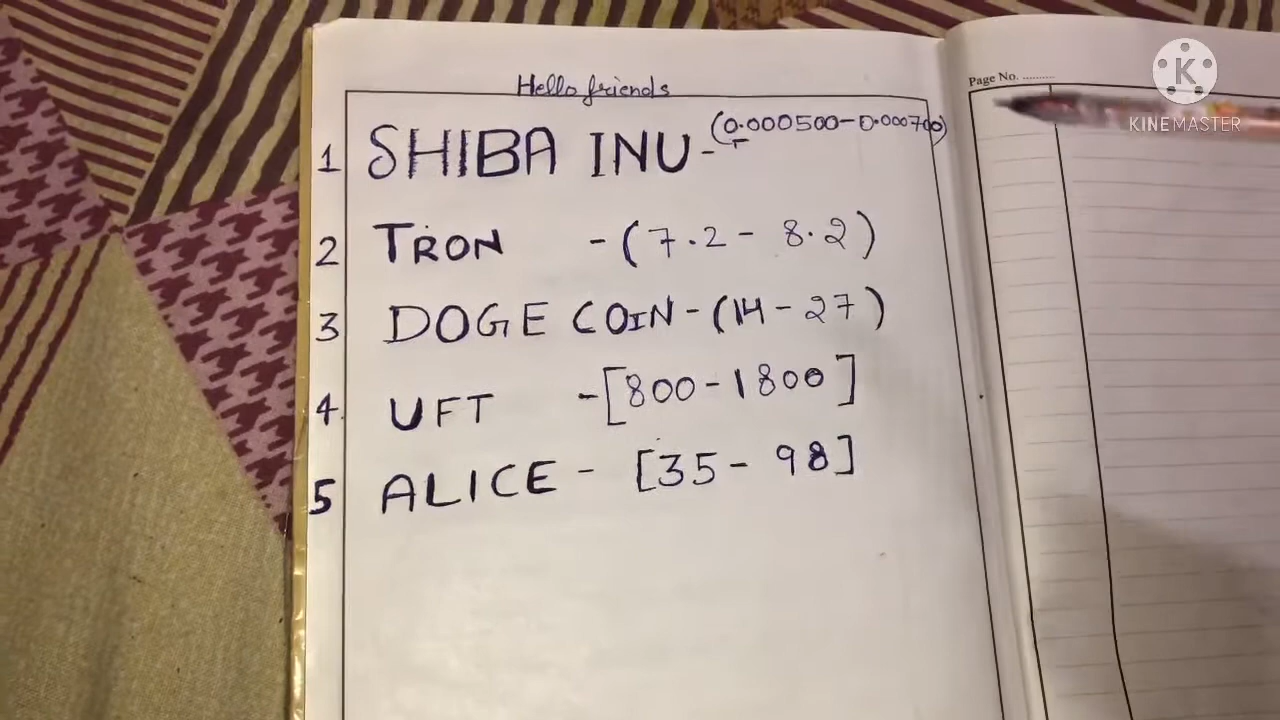 Hello friends
1 SHIBA INU - (0.000500-0.000700)
2 TRON - (7.2 - 8.2)
3 DOGE COIN - (14 - 27)
4. UFT - [800 - 1800]
5 ALICE - [35 - 98]
Page No. ..........
K
KINEMASTER